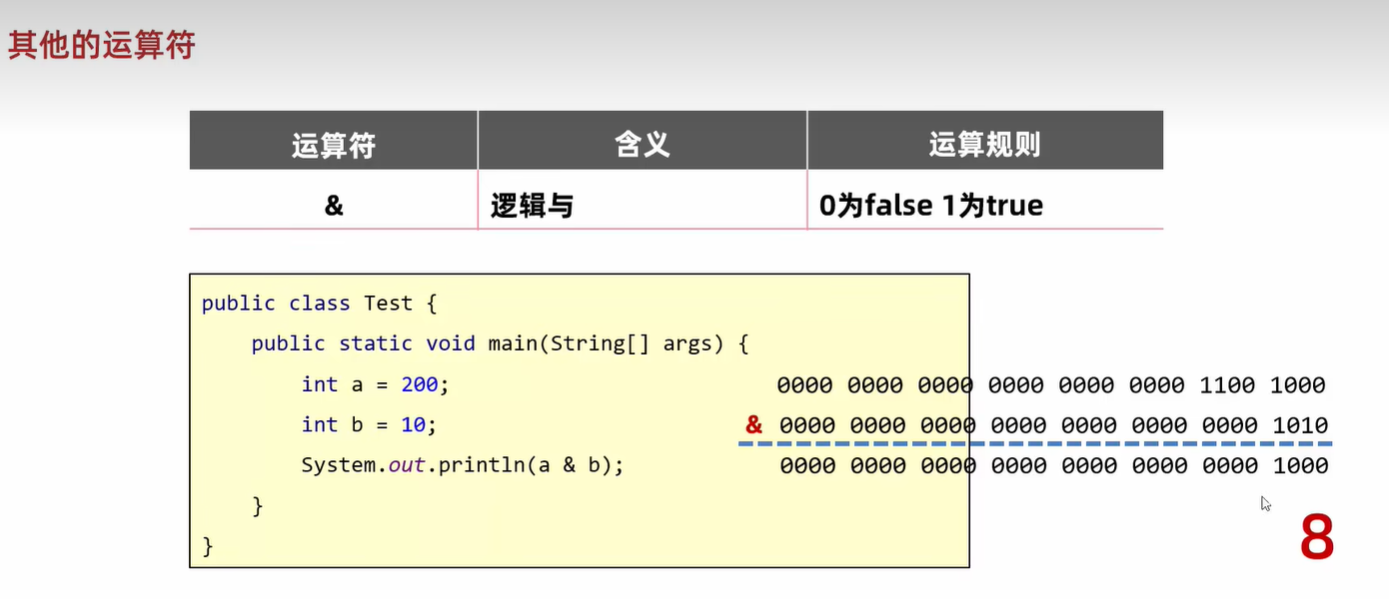 其他的运算符
运算符 含义 运算规则
& 逻辑与 0为false 1为true
public class Test {
public static void main(String[] args) {
int a = 200; 0000 0000 0000 0000 0000 0000 1100 1000
int b = 10; & 0000 0000 0000 0000 0000 0000 0000 1010
System.out.println(a & b); 0000 0000 0000 0000 0000 0000 0000 1000
}
8
}